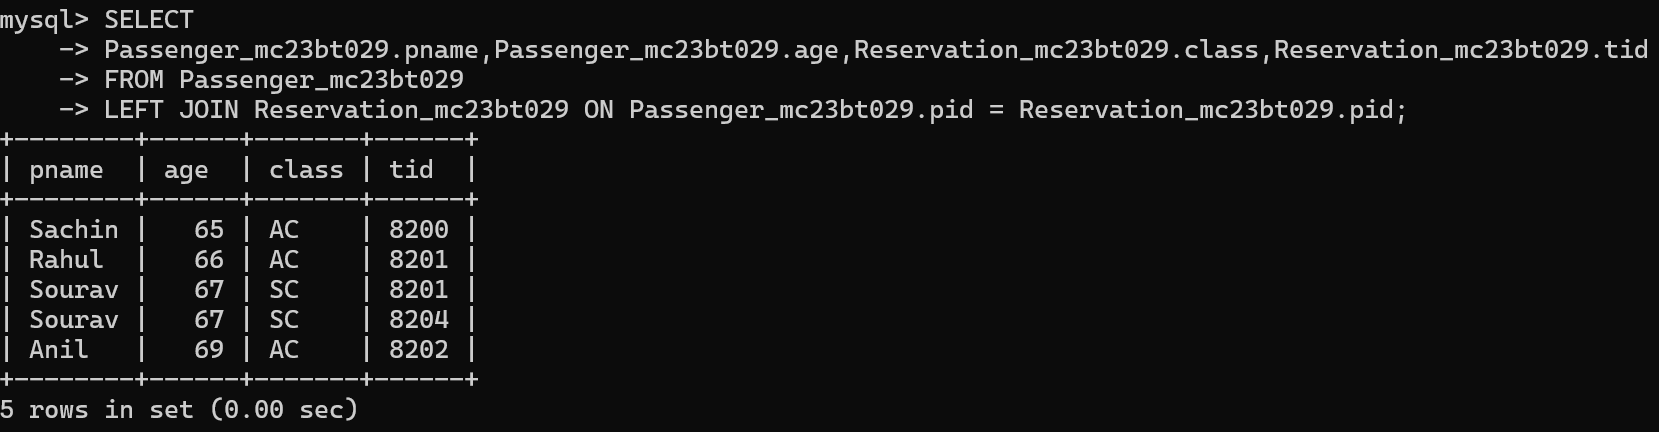 mysql> SELECT
    -> Passenger_mc23bt029.pname,Passenger_mc23bt029.age,Reservation_mc23bt029.class,Reservation_mc23bt029.tid
    -> FROM Passenger_mc23bt029
    -> LEFT JOIN Reservation_mc23bt029 ON Passenger_mc23bt029.pid = Reservation_mc23bt029.pid;
+--------+------+-------+------+
| pname  | age  | class | tid  |
+--------+------+-------+------+
| Sachin |   65 | AC    | 8200 |
| Rahul  |   66 | AC    | 8201 |
| Sourav |   67 | SC    | 8201 |
| Sourav |   67 | SC    | 8204 |
| Anil   |   69 | AC    | 8202 |
+--------+------+-------+------+
5 rows in set (0.00 sec)